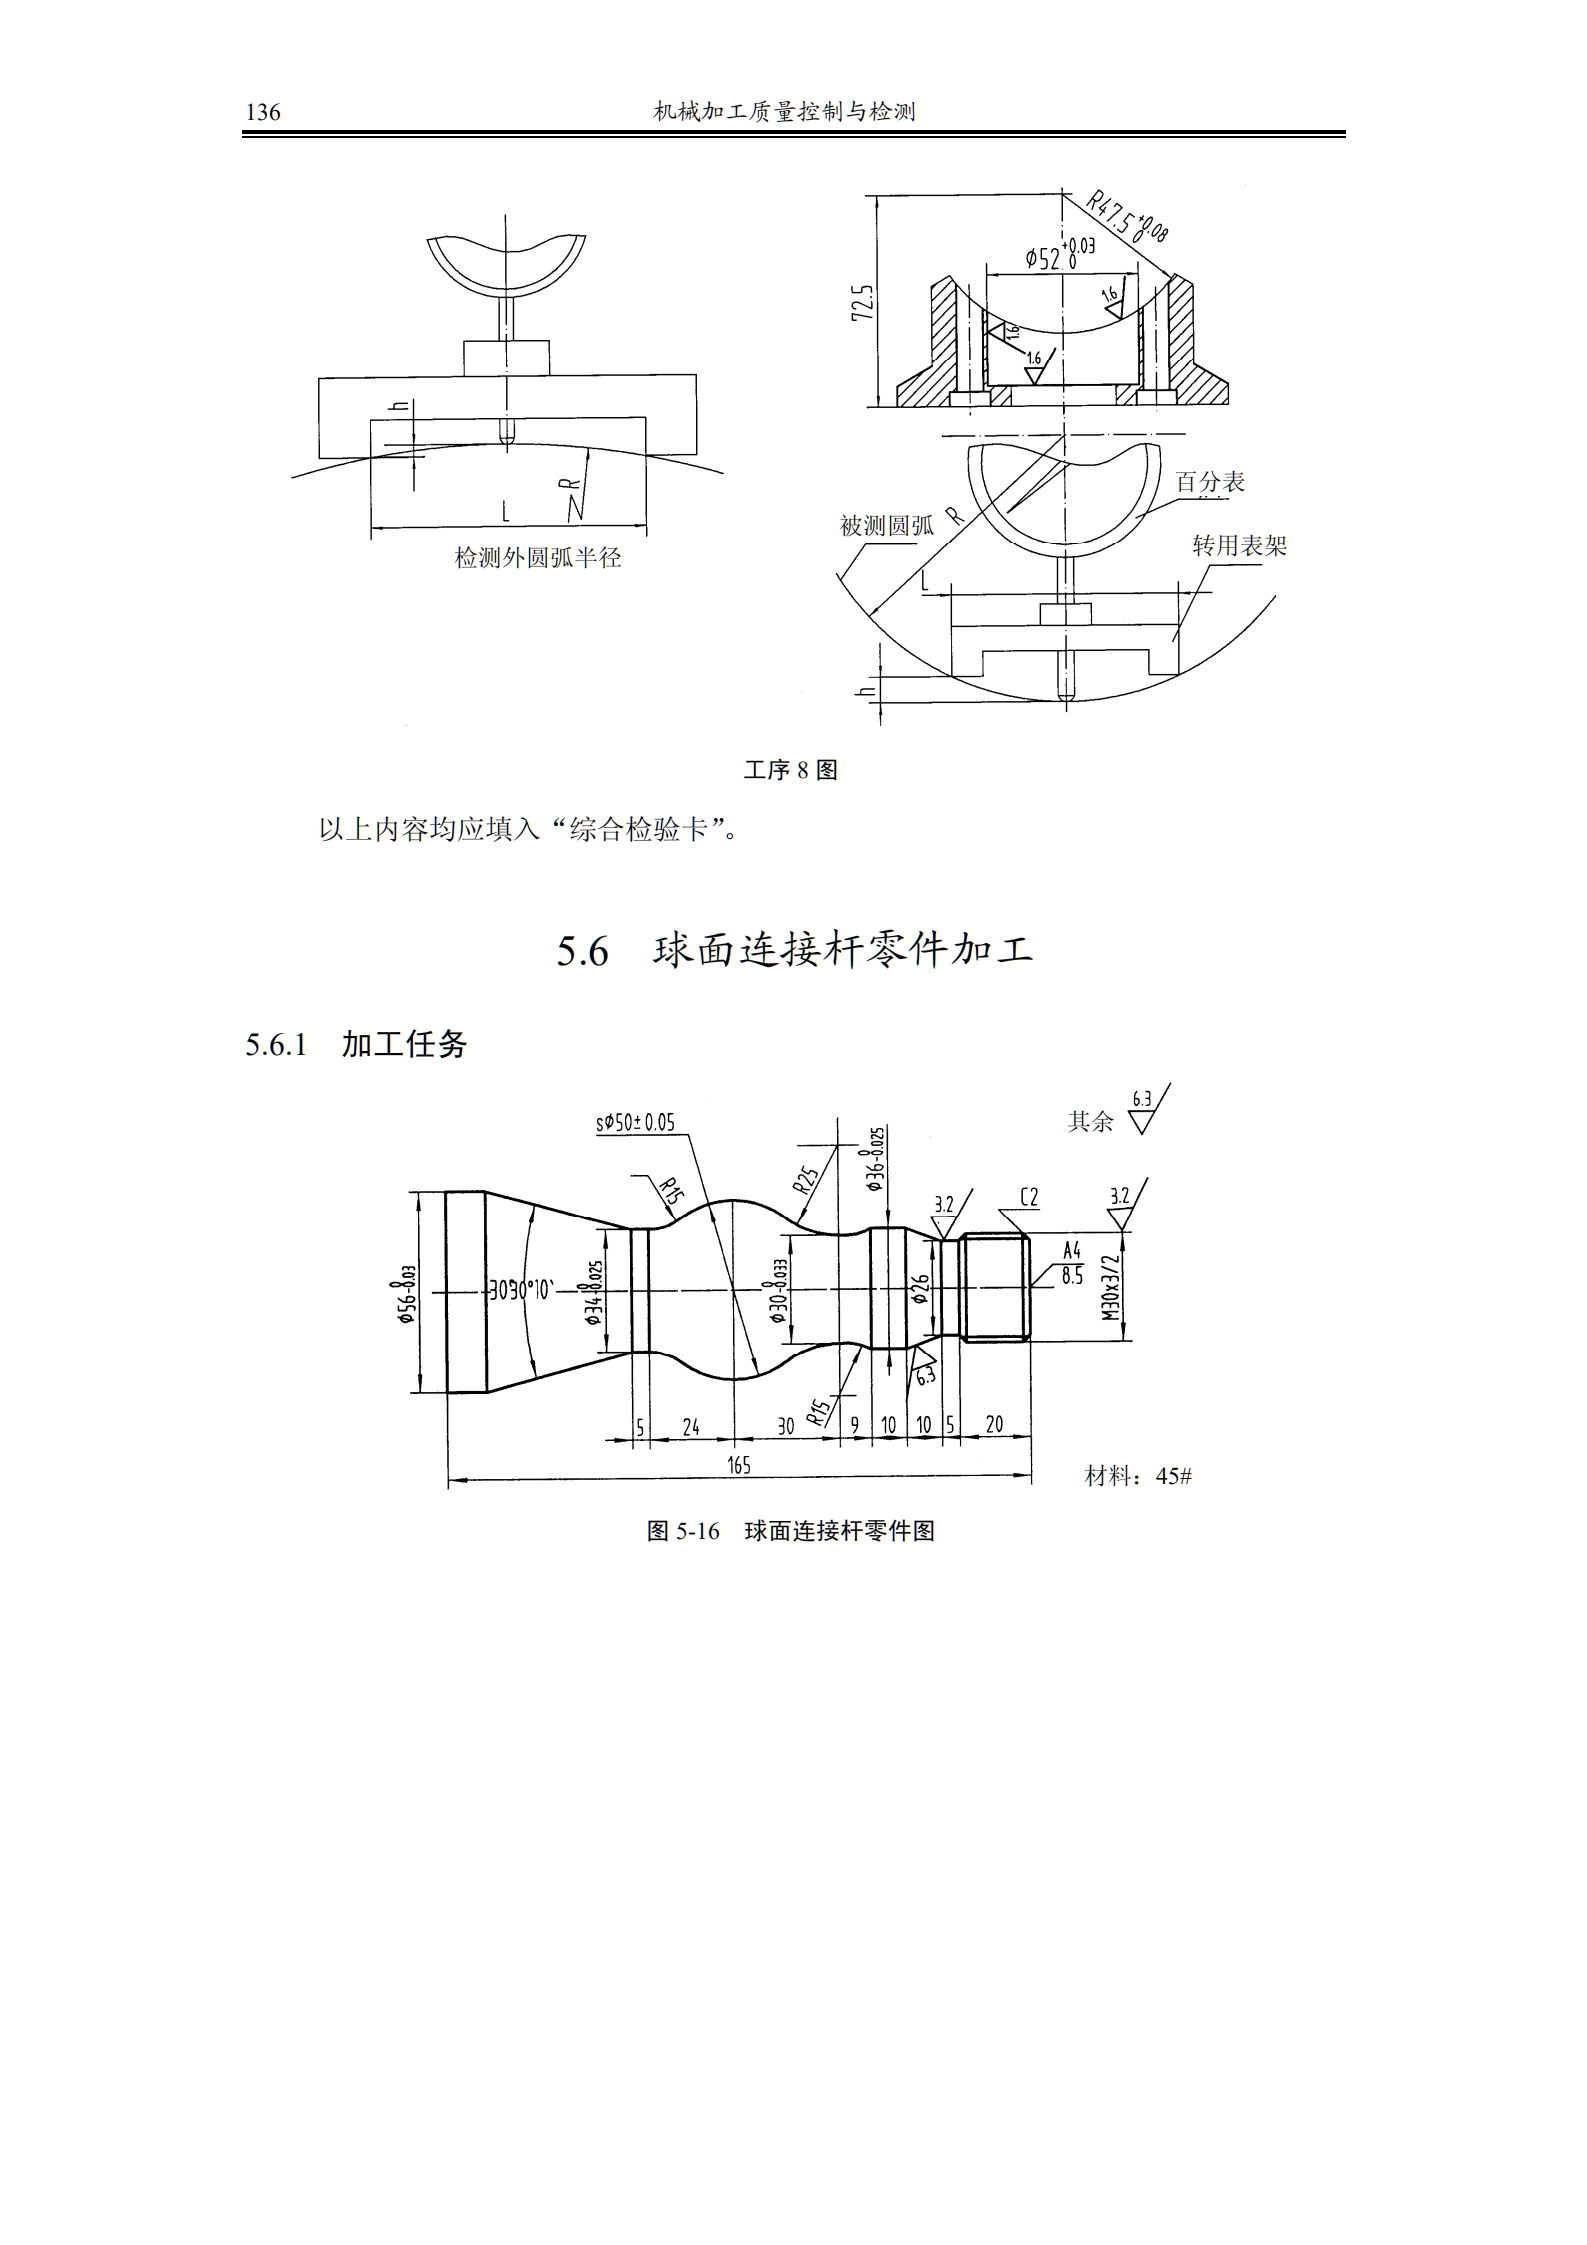 136
机械加工质量控制与检测
h
R
L
检测外圆弧半径
R47.5 +0.08 0
Φ52 +0.03 0
72.5
1.6
1.6
1.6
百分表
被测圆弧
R
转用表架
L
h
工序 8 图
以上内容均应填入“综合检验卡”。
5.6 球面连接杆零件加工
5.6.1 加工任务
其余 6.3
sΦ50±0.05
R15
R25
Φ36 0 -0.025
3.2
C2
3.2
A4
8.5
M30x3/2
Φ56 0 -0.03
Φ34 0 -0.025
Φ30 0 -0.033
Φ26
6.3
R15
5 24 30 9 10 10 5 20
165
材料：45#
图 5-16 球面连接杆零件图